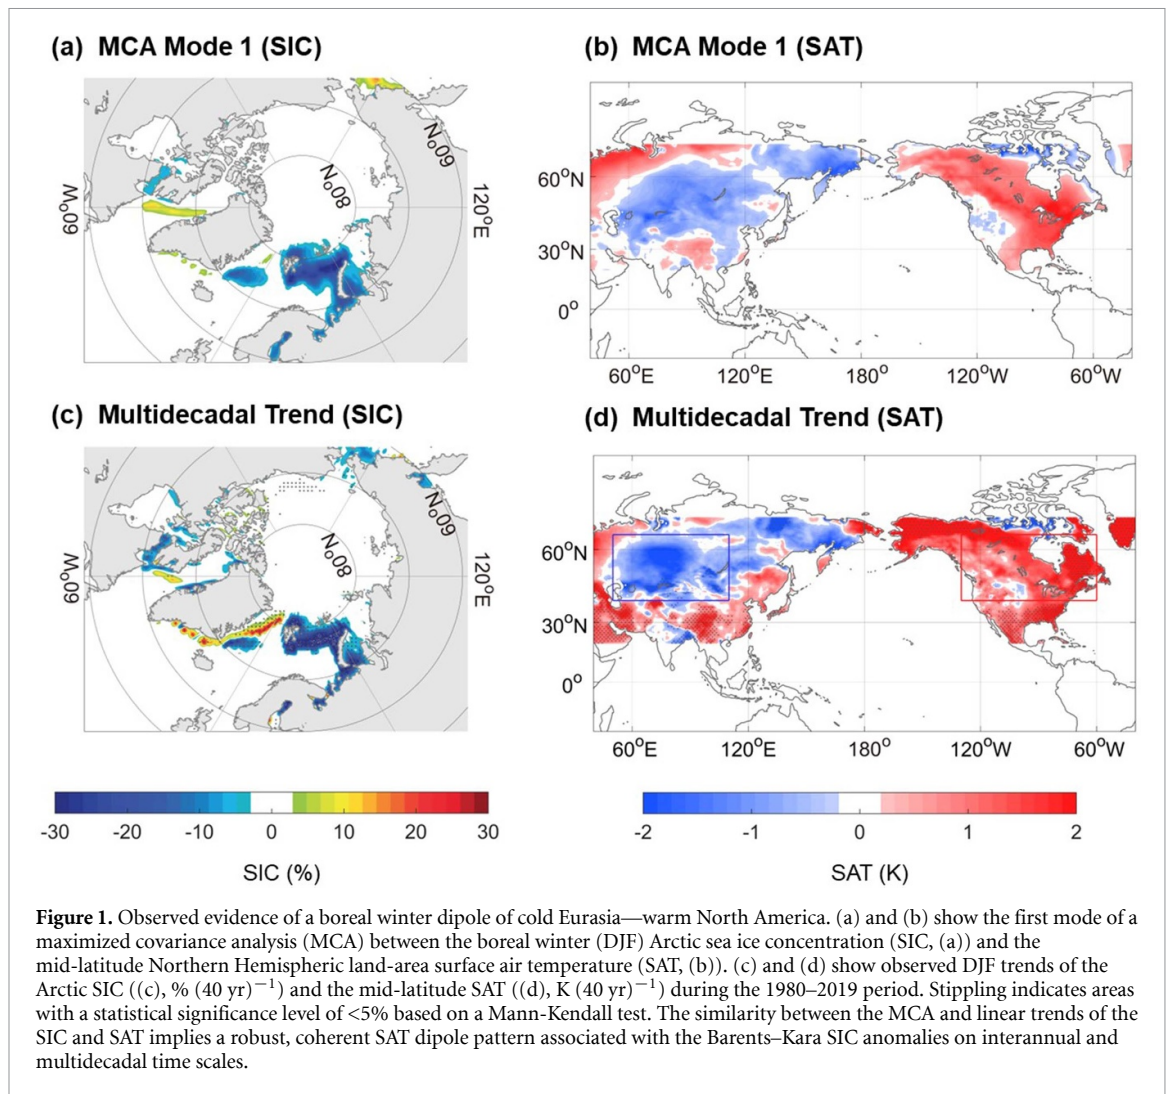 (a) MCA Mode 1 (SIC)
(b) MCA Mode 1 (SAT)
60°N
80°N
60°W
120°E
60°N
30°N
0°
60°E 120°E 180° 120°W 60°W
(c) Multidecadal Trend (SIC)
(d) Multidecadal Trend (SAT)
60°N
80°N
60°W
120°E
60°N
30°N
0°
60°E 120°E 180° 120°W 60°W
-30 -20 -10 0 10 20 30
SIC (%)
-2 -1 0 1 2
SAT (K)
Figure 1. Observed evidence of a boreal winter dipole of cold Eurasia—warm North America. (a) and (b) show the first mode of a
maximized covariance analysis (MCA) between the boreal winter (DJF) Arctic sea ice concentration (SIC, (a)) and the
mid-latitude Northern Hemispheric land-area surface air temperature (SAT, (b)). (c) and (d) show observed DJF trends of the
Arctic SIC ((c), % (40 yr)⁻¹) and the mid-latitude SAT ((d), K (40 yr)⁻¹) during the 1980–2019 period. Stippling indicates areas
with a statistical significance level of <5% based on a Mann-Kendall test. The similarity between the MCA and linear trends of the
SIC and SAT implies a robust, coherent SAT dipole pattern associated with the Barents–Kara SIC anomalies on interannual and
multidecadal time scales.